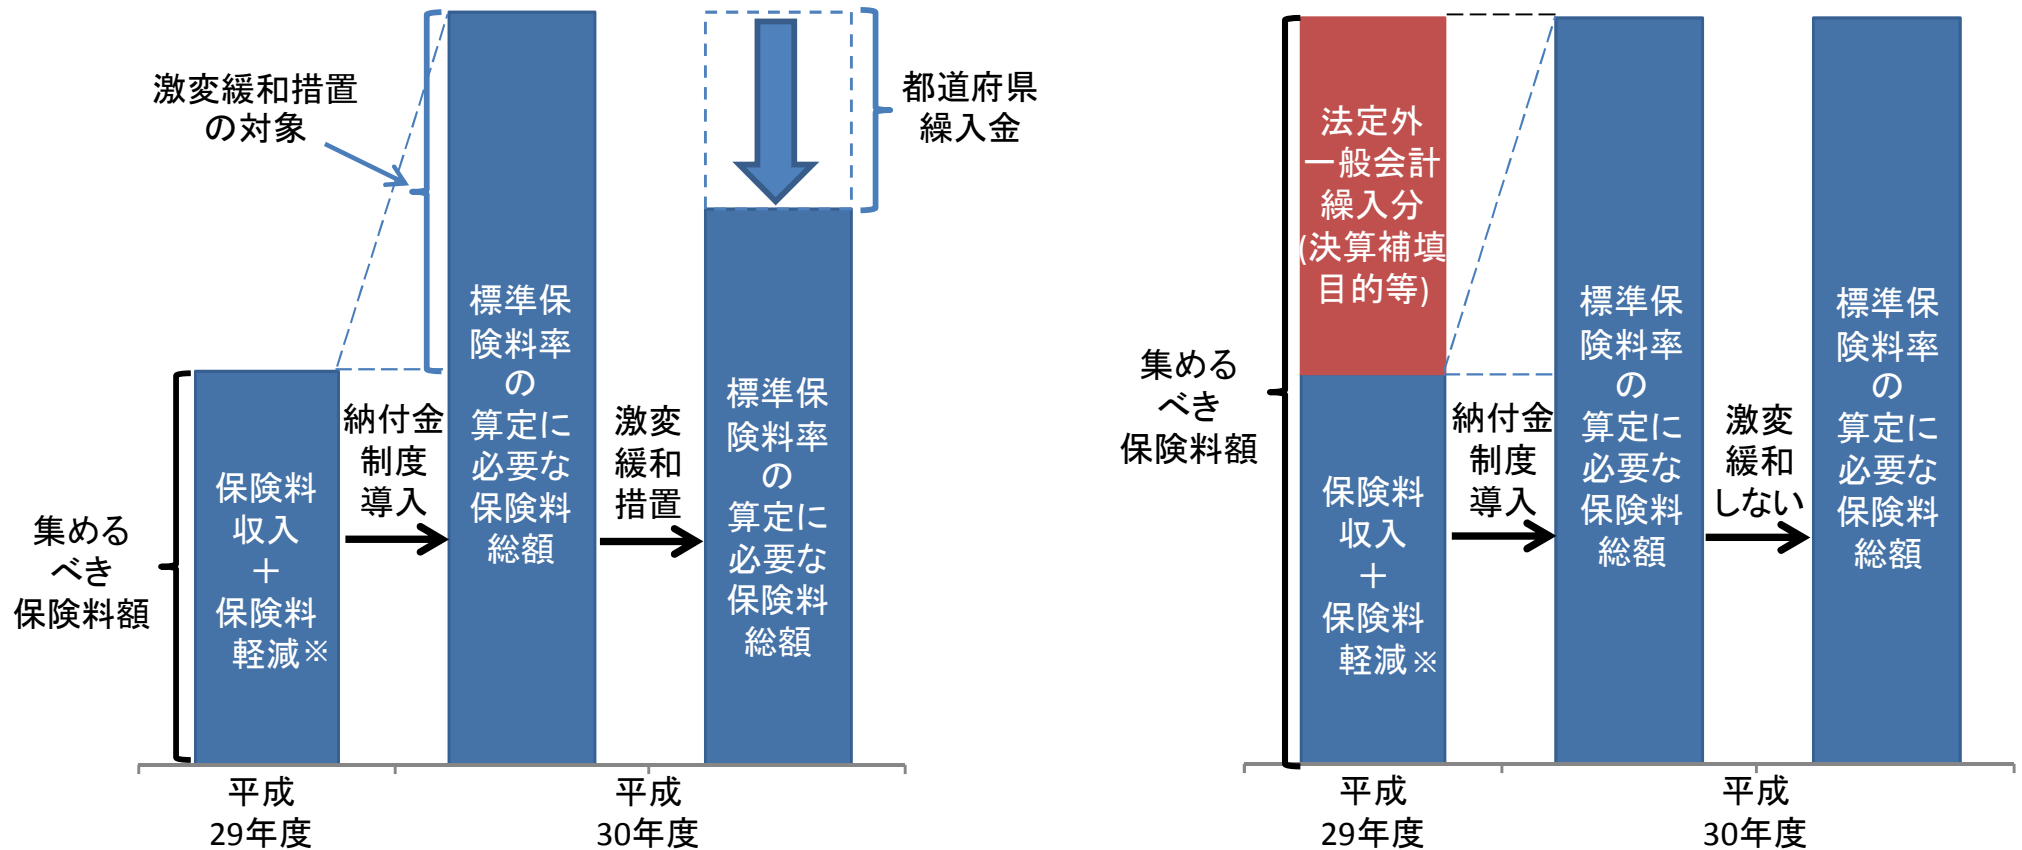 激変緩和措置
の対象
都道府県
繰入金
集める
べき
保険料額
保険料
収入
＋
保険料
軽減※
納付金
制度
導入
標準保
険料率
の
算定に
必要な
保険料
総額
激変
緩和
措置
標準保
険料率
の
算定に
必要な
保険料
総額
平成
29年度
平成
30年度
集める
べき
保険料額
法定外
一般会計
繰入分
(決算補填
目的等)
保険料
収入
＋
保険料
軽減※
納付金
制度
導入
標準保
険料率
の
算定に
必要な
保険料
総額
激変
緩和
しない
標準保
険料率
の
算定に
必要な
保険料
総額
平成
29年度
平成
30年度